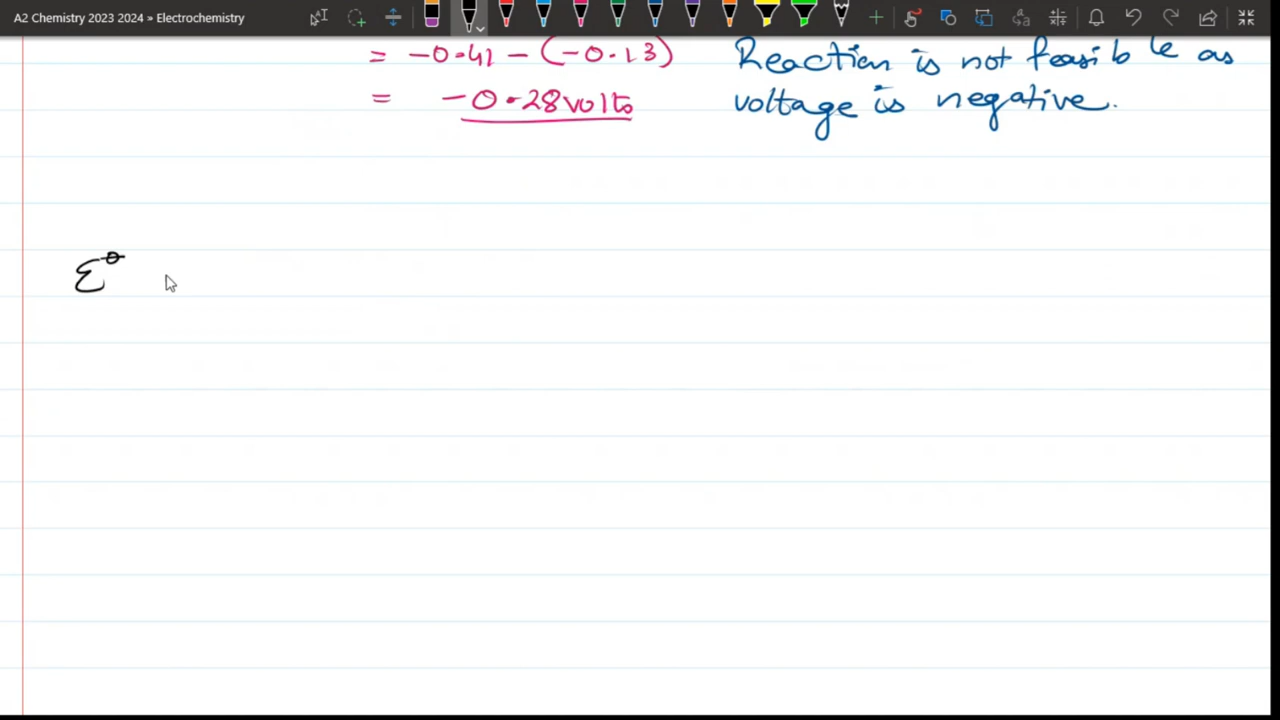 A2 Chemistry 2023 2024 » Electrochemistry
= -0.41 - (-0.13)
= -0.28 volts
Reaction is not feasible as
voltage is negative.
E⦵